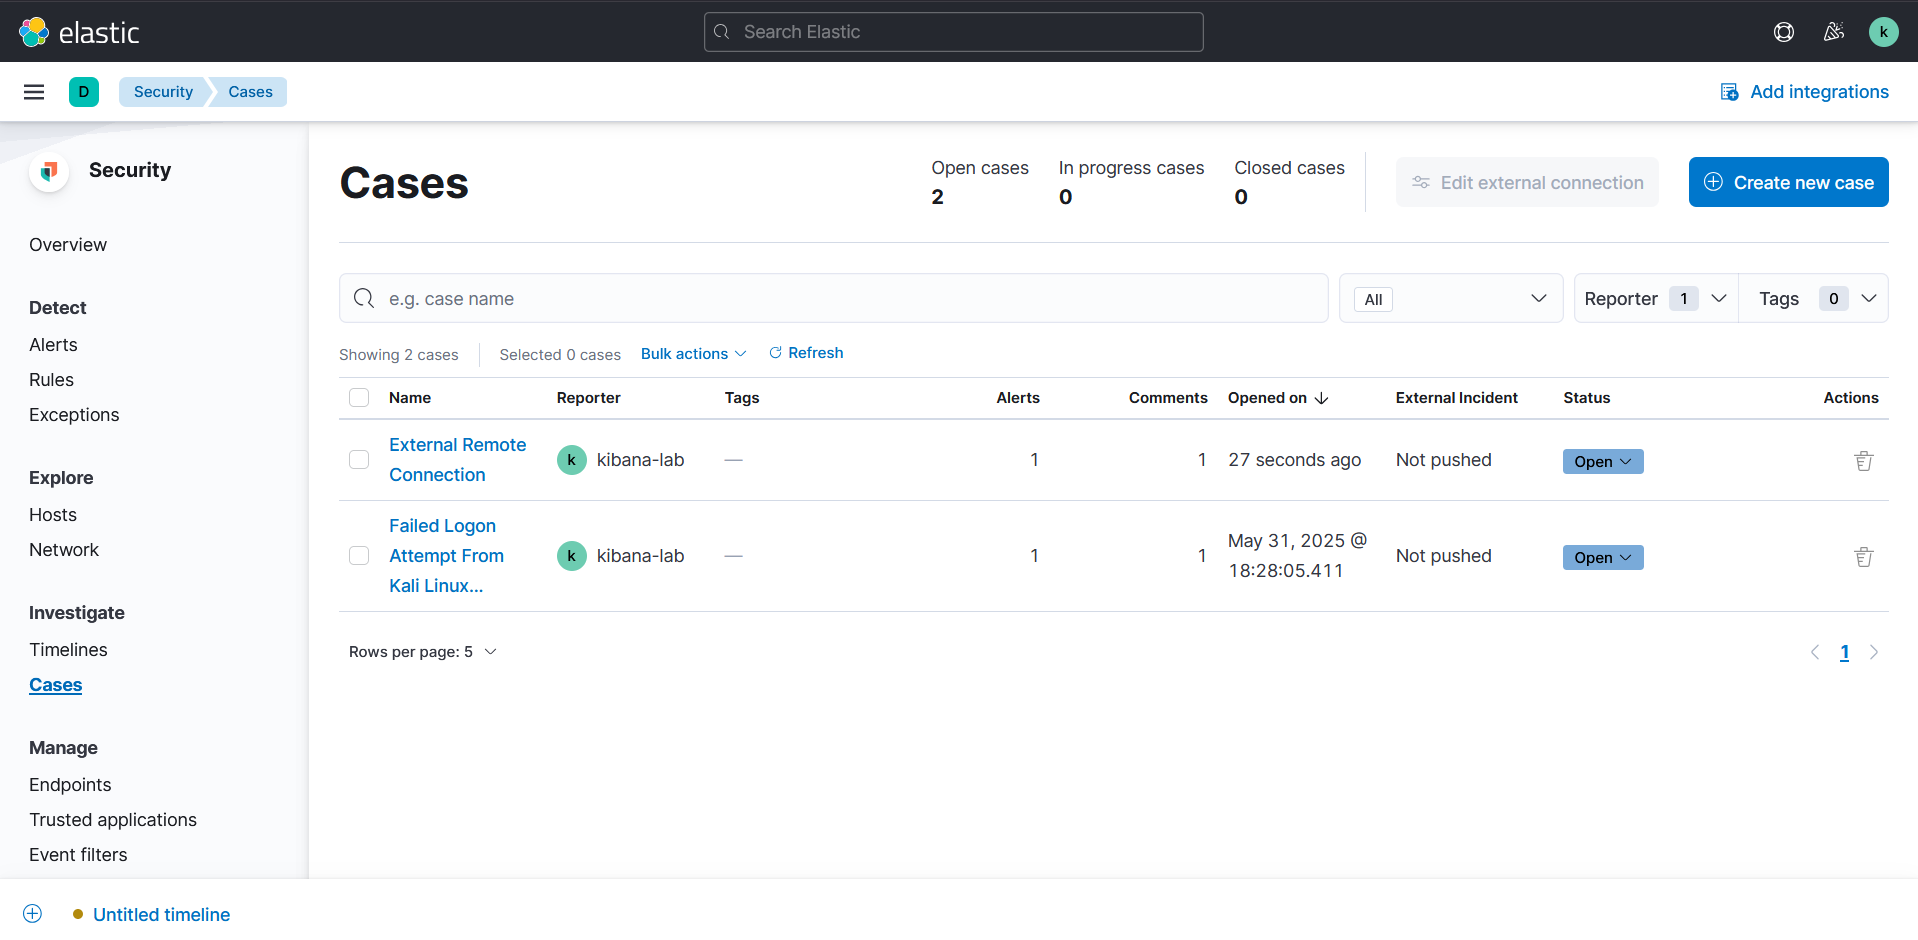 elastic
Search Elastic
k
D
Security
Cases
Add integrations
Security
Overview
Detect
Alerts
Rules
Exceptions
Explore
Hosts
Network
Investigate
Timelines
Cases
Manage
Endpoints
Trusted applications
Event filters
Cases
Open cases
2
In progress cases
0
Closed cases
0
Edit external connection
Create new case
e.g. case name
All
Reporter 1
Tags 0
Showing 2 cases
Selected 0 cases
Bulk actions
Refresh
Name Reporter Tags Alerts Comments Opened on External Incident Status Actions
External Remote
Connection
k kibana-lab — 1 1 27 seconds ago Not pushed Open
Failed Logon
Attempt From
Kali Linux...
k kibana-lab — 1 1
May 31, 2025 @
18:28:05.411
Not pushed Open
Rows per page: 5
1
Untitled timeline